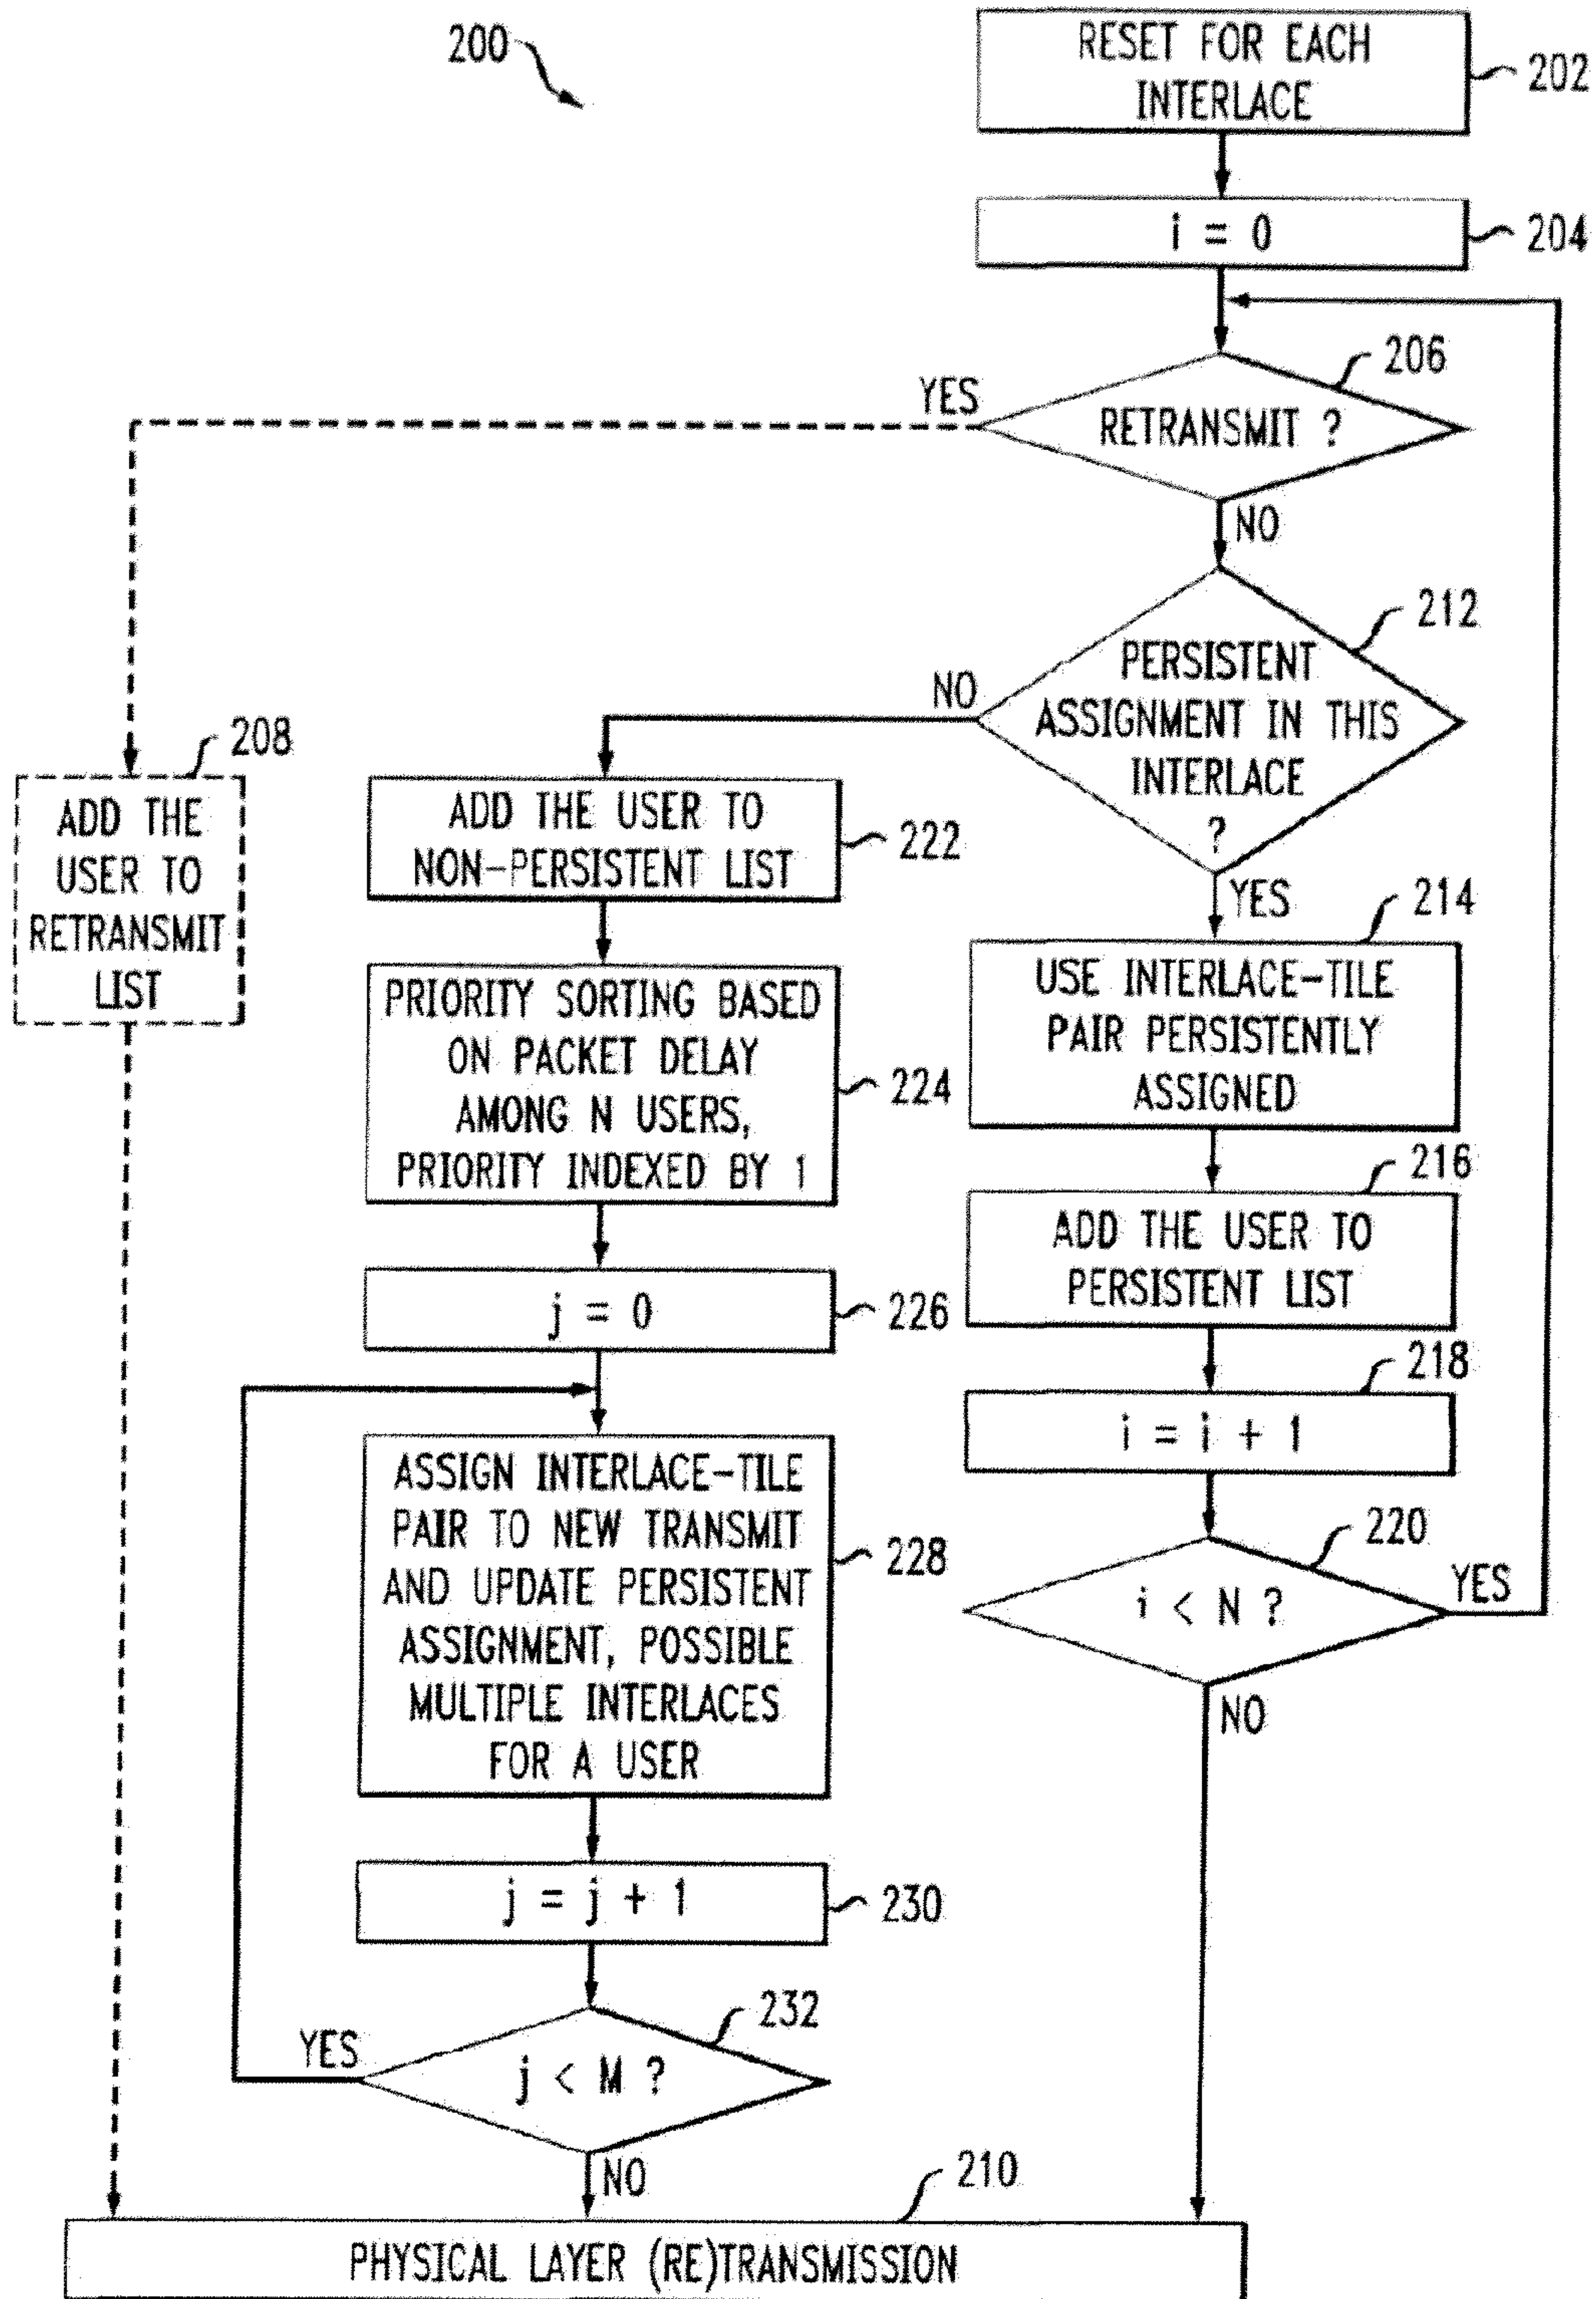 200
RESET FOR EACH
INTERLACE
202
i = 0
204
206
RETRANSMIT ?
YES
NO
212
PERSISTENT
ASSIGNMENT IN THIS
INTERLACE
?
NO
YES
208
ADD THE
USER TO
RETRANSMIT
LIST
ADD THE USER TO
NON-PERSISTENT LIST
222
214
USE INTERLACE-TILE
PAIR PERSISTENTLY
ASSIGNED
PRIORITY SORTING BASED
ON PACKET DELAY
AMONG N USERS,
PRIORITY INDEXED BY 1
224
216
ADD THE USER TO
PERSISTENT LIST
j = 0
226
218
i = i + 1
ASSIGN INTERLACE-TILE
PAIR TO NEW TRANSMIT
AND UPDATE PERSISTENT
ASSIGNMENT, POSSIBLE
MULTIPLE INTERLACES
FOR A USER
228
220
i < N ?
YES
NO
j = j + 1
230
232
j < M ?
YES
NO
210
PHYSICAL LAYER (RE)TRANSMISSION